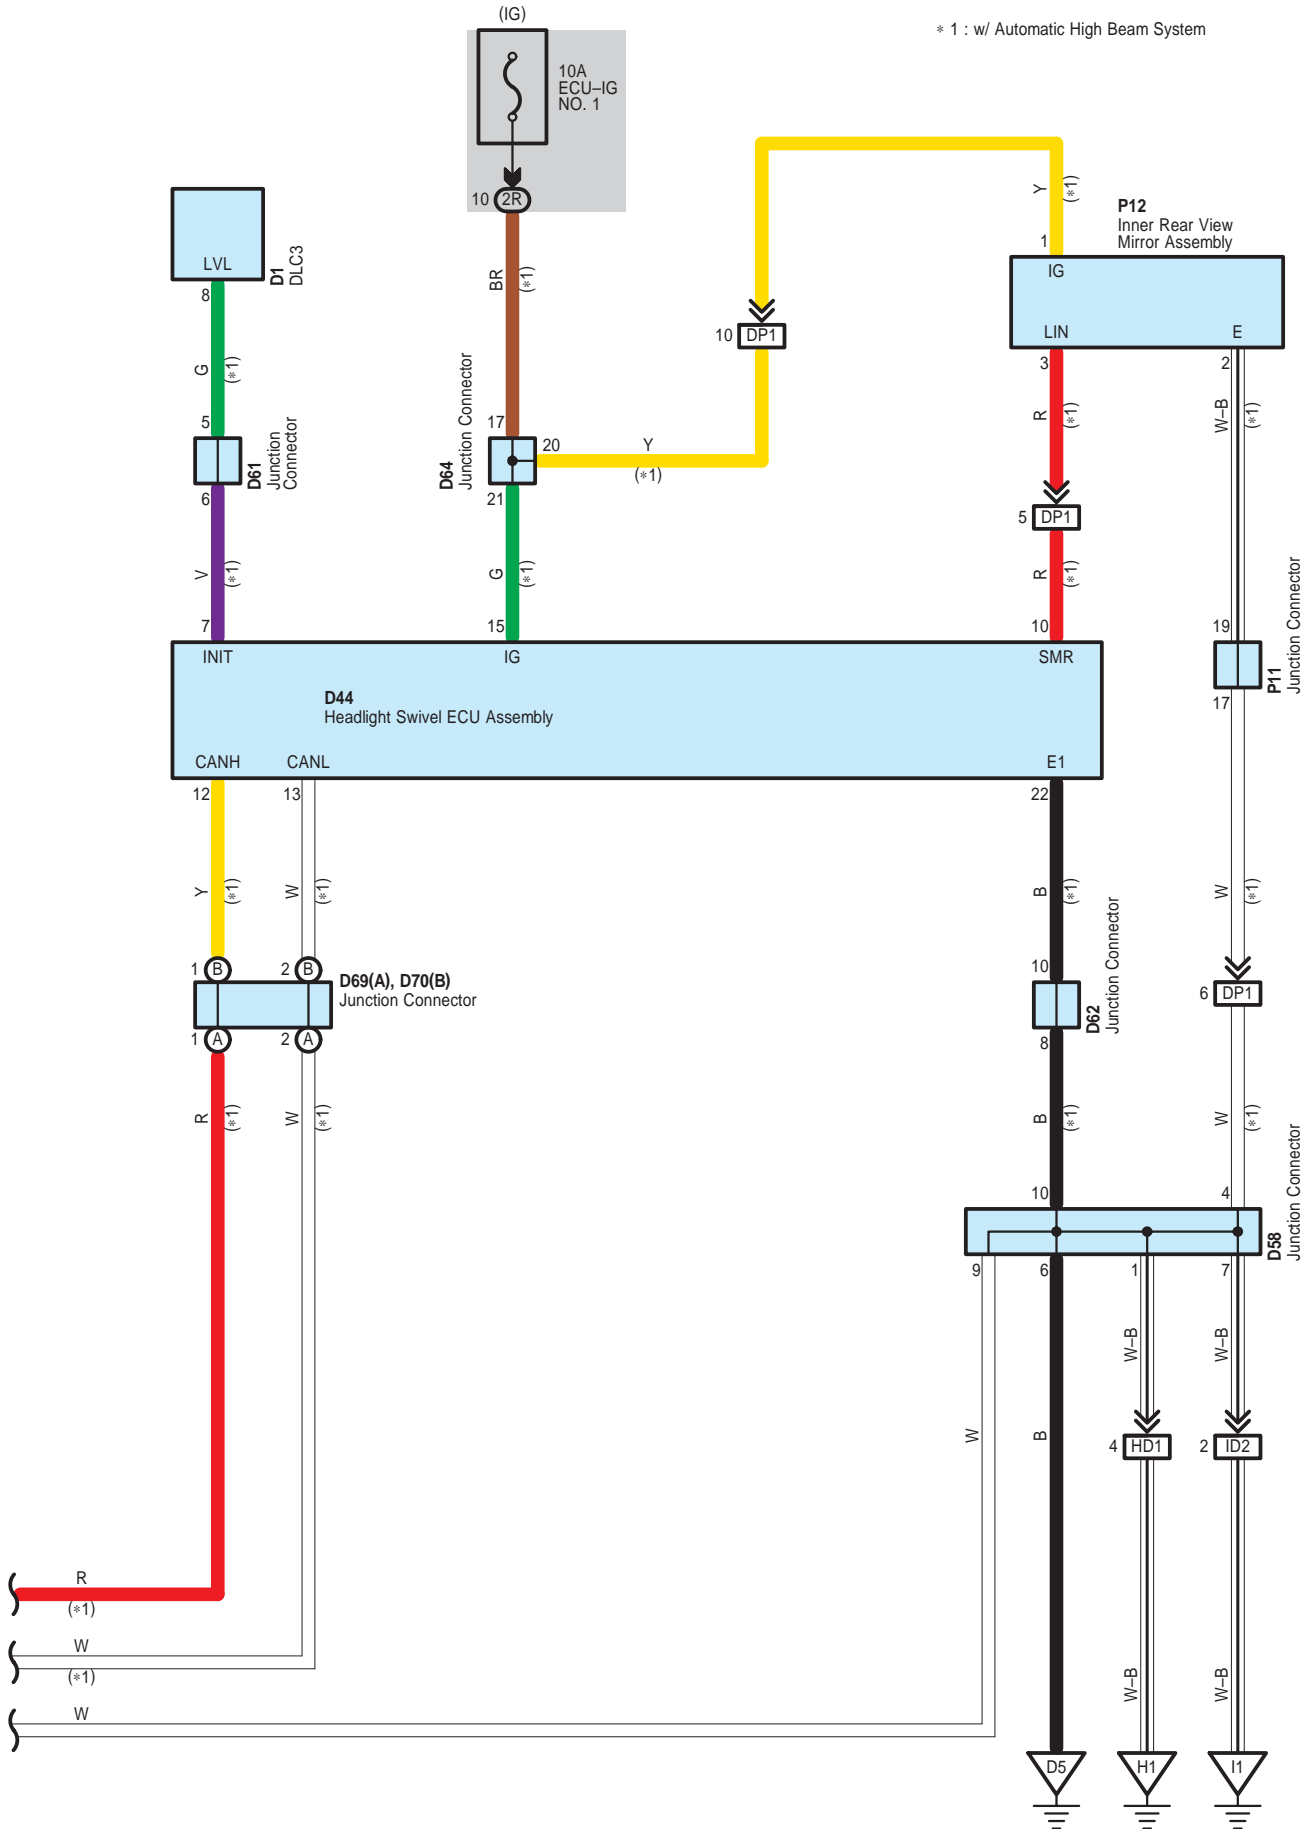 (IG)
* 1 : w/ Automatic High Beam System
10A
ECU–IG
NO. 1
10
2R
LVL
D1
DLC3
8
BR
(*1)
Y
(*1)
P12
Inner Rear View
Mirror Assembly
1
IG
LIN
E
10
DP1
3
2
G
(*1)
5
D61
Junction
Connector
6
17
D64
Junction Connector
20
Y
(*1)
21
R
(*1)
W–B
(*1)
5
DP1
V
(*1)
G
(*1)
R
(*1)
7
15
10
19
P11
Junction Connector
17
INIT
IG
SMR
D44
Headlight Swivel ECU Assembly
CANH
CANL
E1
12
13
22
Y
(*1)
W
(*1)
B
(*1)
W
(*1)
1
B
2
B
D69(A), D70(B)
Junction Connector
1
A
2
A
10
D62
Junction Connector
8
6
DP1
R
(*1)
W
(*1)
B
(*1)
W
(*1)
10
4
D58
Junction Connector
9
6
1
7
W–B
W–B
W
B
4
HD1
2
ID2
R
(*1)
W
(*1)
W
W–B
W–B
D5
H1
I1